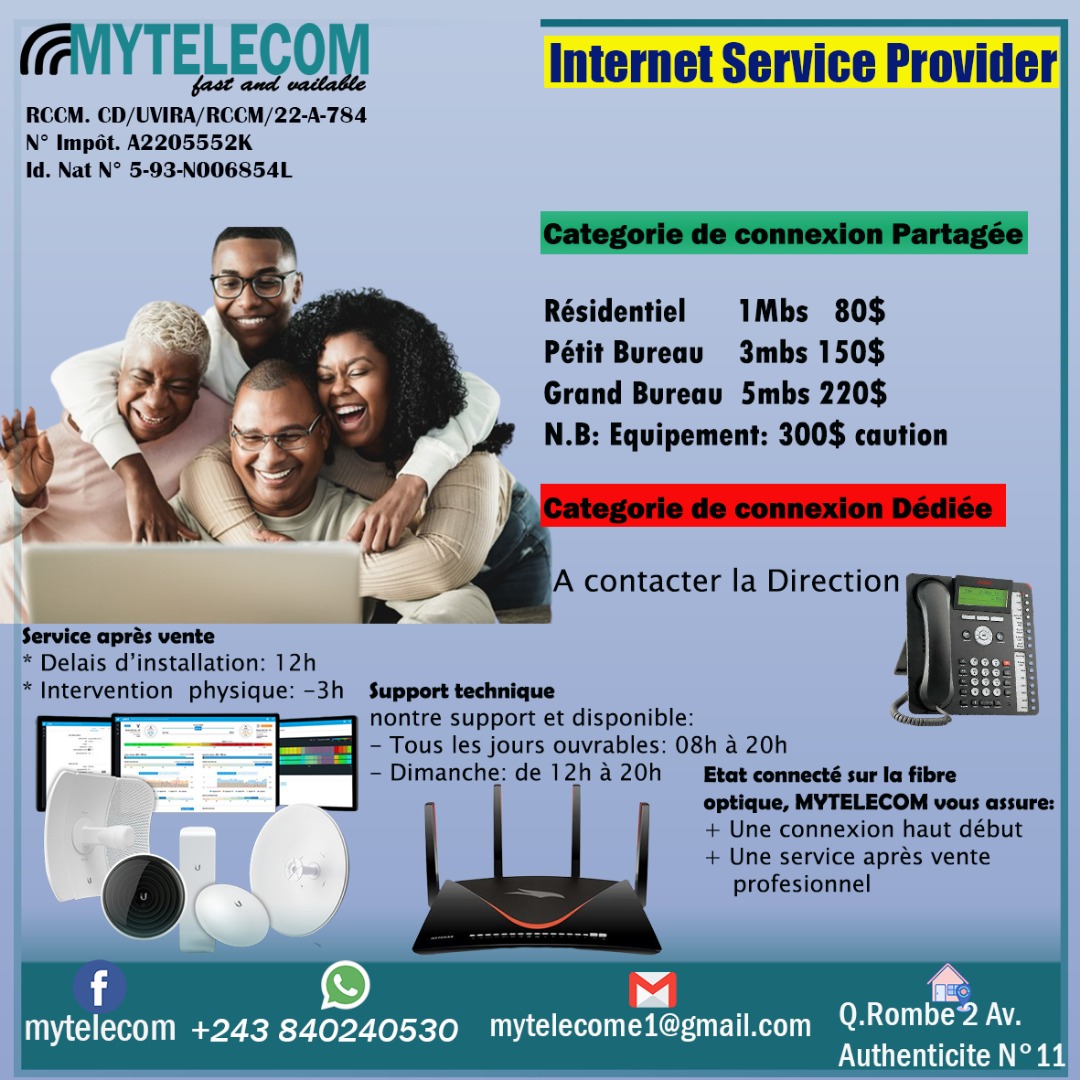 MYTELECOM
fast and vailable
RCCM. CD/UVIRA/RCCM/22-A-784
N° Impôt. A2205552K
Id. Nat N° 5-93-N006854L
Internet Service Provider
Categorie de connexion Partagée
Résidentiel 1Mbs 80$
Pétit Bureau 3mbs 150$
Grand Bureau 5mbs 220$
N.B: Equipement: 300$ caution
Categorie de connexion Dédiée
A contacter la Direction
Service après vente
* Delais d'installation: 12h
* Intervention physique: -3h
Support technique
nontre support et disponible:
- Tous les jours ouvrables: 08h à 20h
- Dimanche: de 12h à 20h
Etat connecté sur la fibre
optique, MYTELECOM vous assure:
+ Une connexion haut début
+ Une service après vente
profesionnel
NETGEAR
mytelecom
+243 840240530
mytelecome1@gmail.com
Q.Rombe 2 Av.
Authenticite N°11